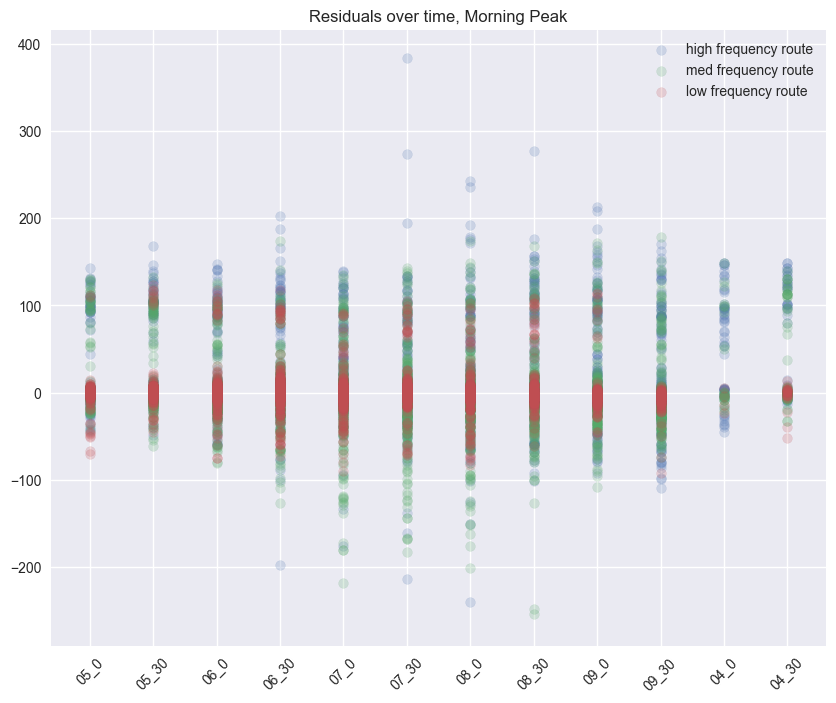 Residuals over time, Morning Peak
high frequency route
med frequency route
low frequency route
400
300
200
100
0
−100
−200
05_0 05_30 06_0 06_30 07_0 07_30 08_0 08_30 09_0 09_30 04_0 04_30